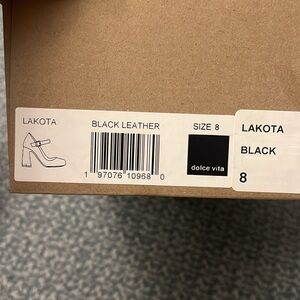 LAKOTA
BLACK LEATHER
SIZE 8
1 97076 10968 0
dolce vita
LAKOTA
BLACK
8